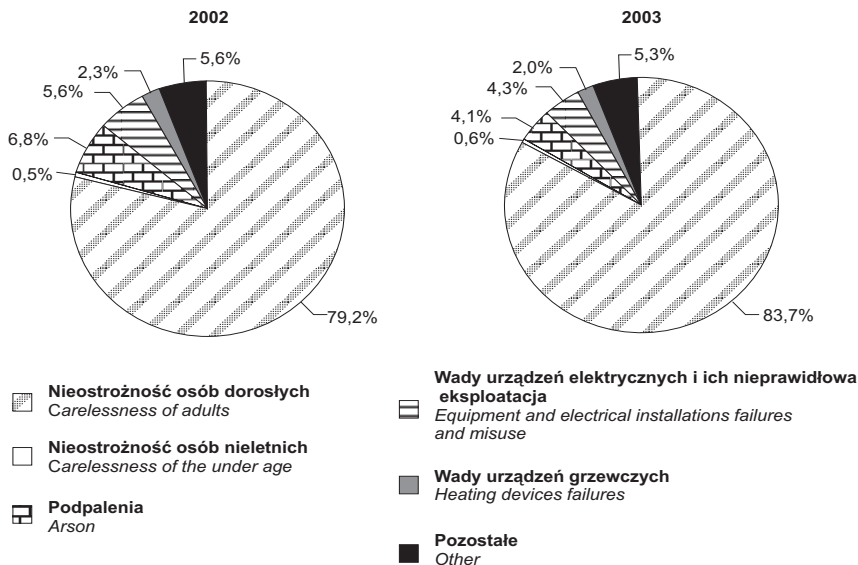 2002
5,6%
2,3%
5,6%
6,8%
0,5%
79,2%
2003
5,3%
2,0%
4,3%
4,1%
0,6%
83,7%
Nieostrożność osób dorosłych
Carelessness of adults
Nieostrożność osób nieletnich
Carelessness of the under age
Podpalenia
Arson
Wady urządzeń elektrycznych i ich nieprawidłowa
eksploatacja
Equipment and electrical installations failures
and misuse
Wady urządzeń grzewczych
Heating devices failures
Pozostałe
Other